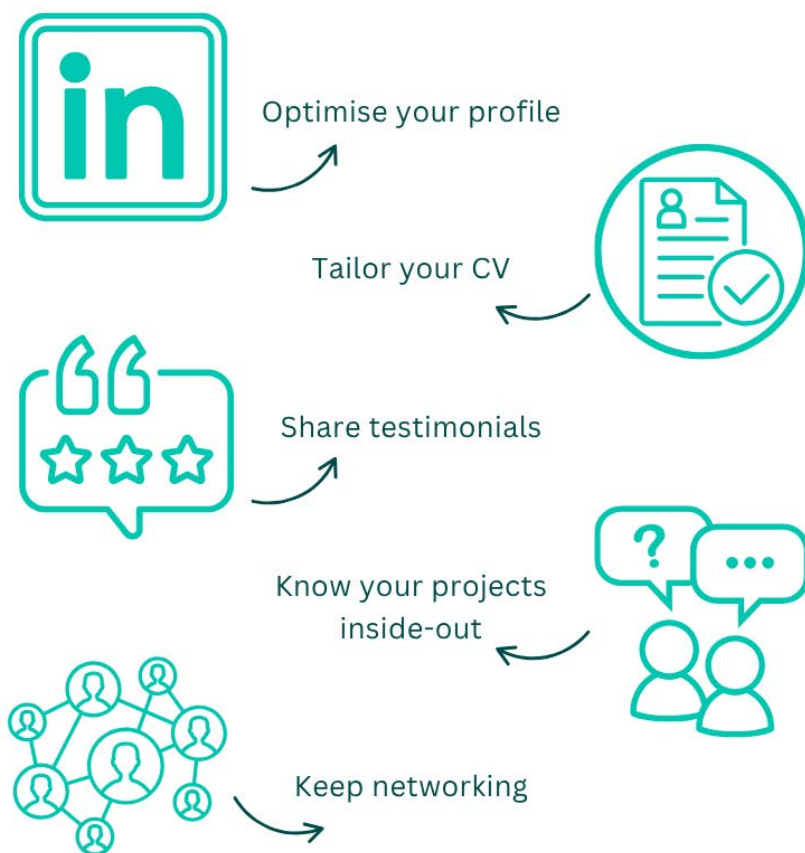 in
Optimise your profile
Tailor your CV
Share testimonials
?
Know your projects
inside-out
Keep networking